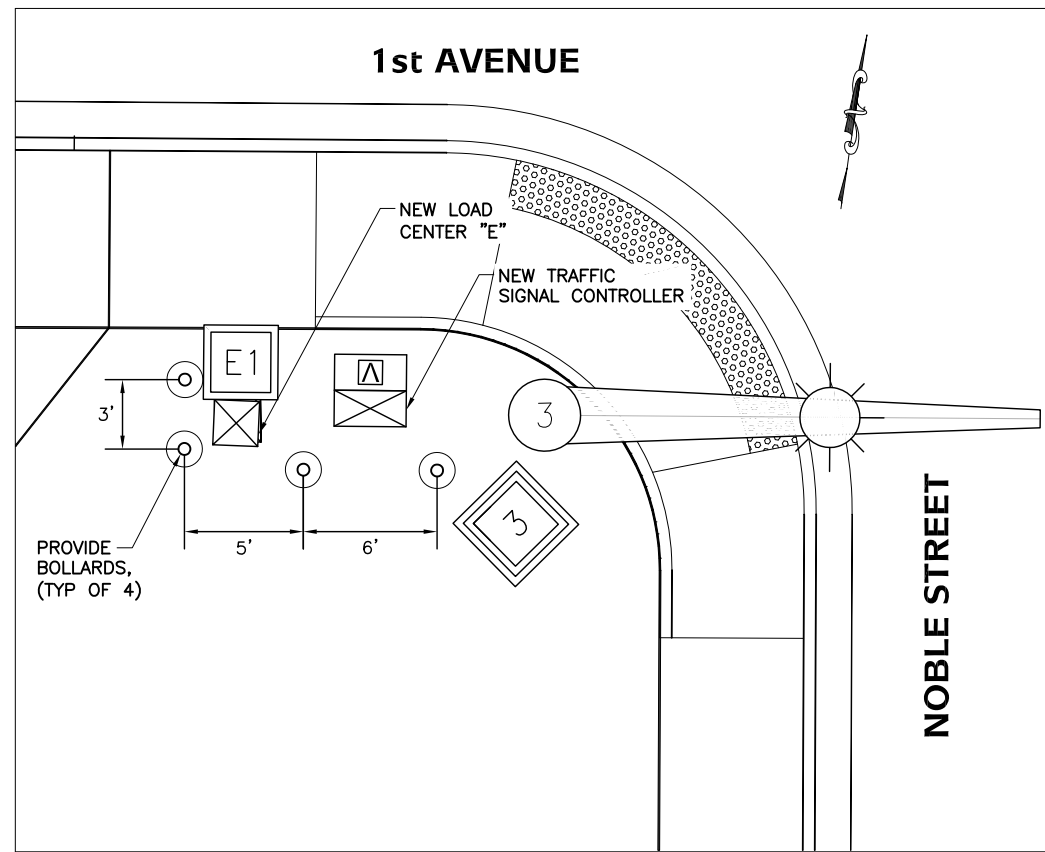 1st AVENUE
NEW LOAD
CENTER "E"
NEW TRAFFIC
SIGNAL CONTROLLER
E1
3
3'
3
5'
6'
PROVIDE
BOLLARDS,
(TYP OF 4)
NOBLE STREET